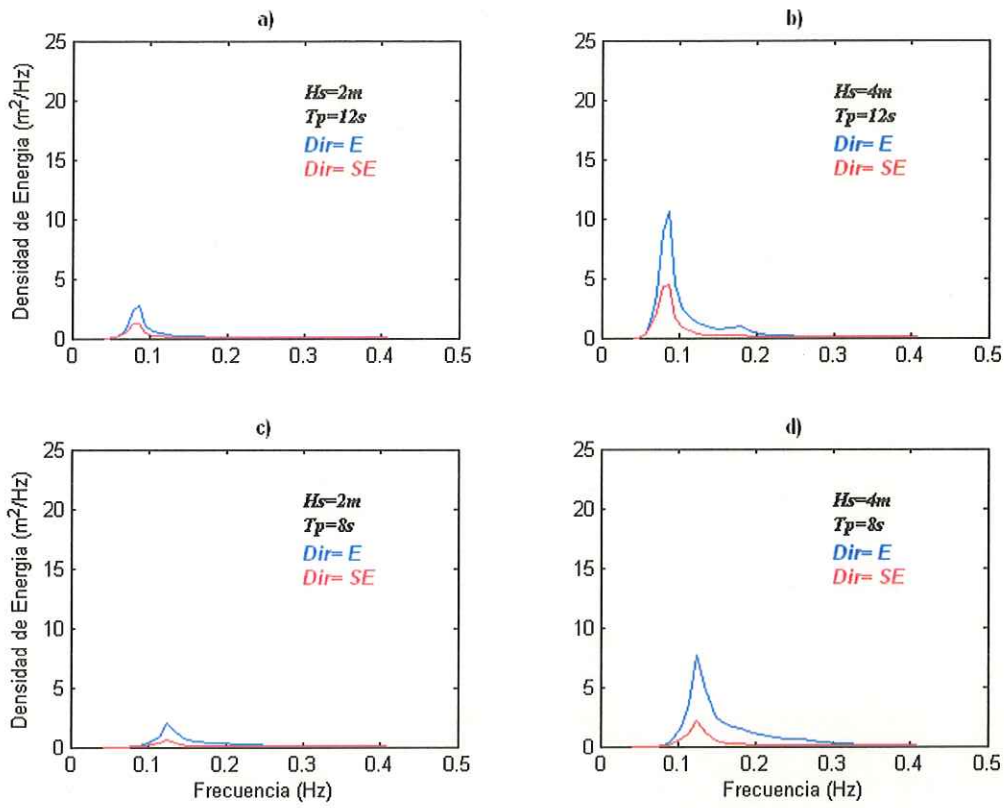 a)
25
20
15
10
5
0
0 0.1 0.2 0.3 0.4 0.5
Densidad de Energia (m²/Hz)
Hs=2m
Tp=12s
Dir= E
Dir= SE
b)
25
20
15
10
5
0
0 0.1 0.2 0.3 0.4 0.5
Hs=4m
Tp=12s
Dir= E
Dir= SE
c)
25
20
15
10
5
0
0 0.1 0.2 0.3 0.4 0.5
Densidad de Energia (m²/Hz)
Frecuencia (Hz)
Hs=2m
Tp=8s
Dir= E
Dir= SE
d)
25
20
15
10
5
0
0 0.1 0.2 0.3 0.4 0.5
Frecuencia (Hz)
Hs=4m
Tp=8s
Dir= E
Dir= SE